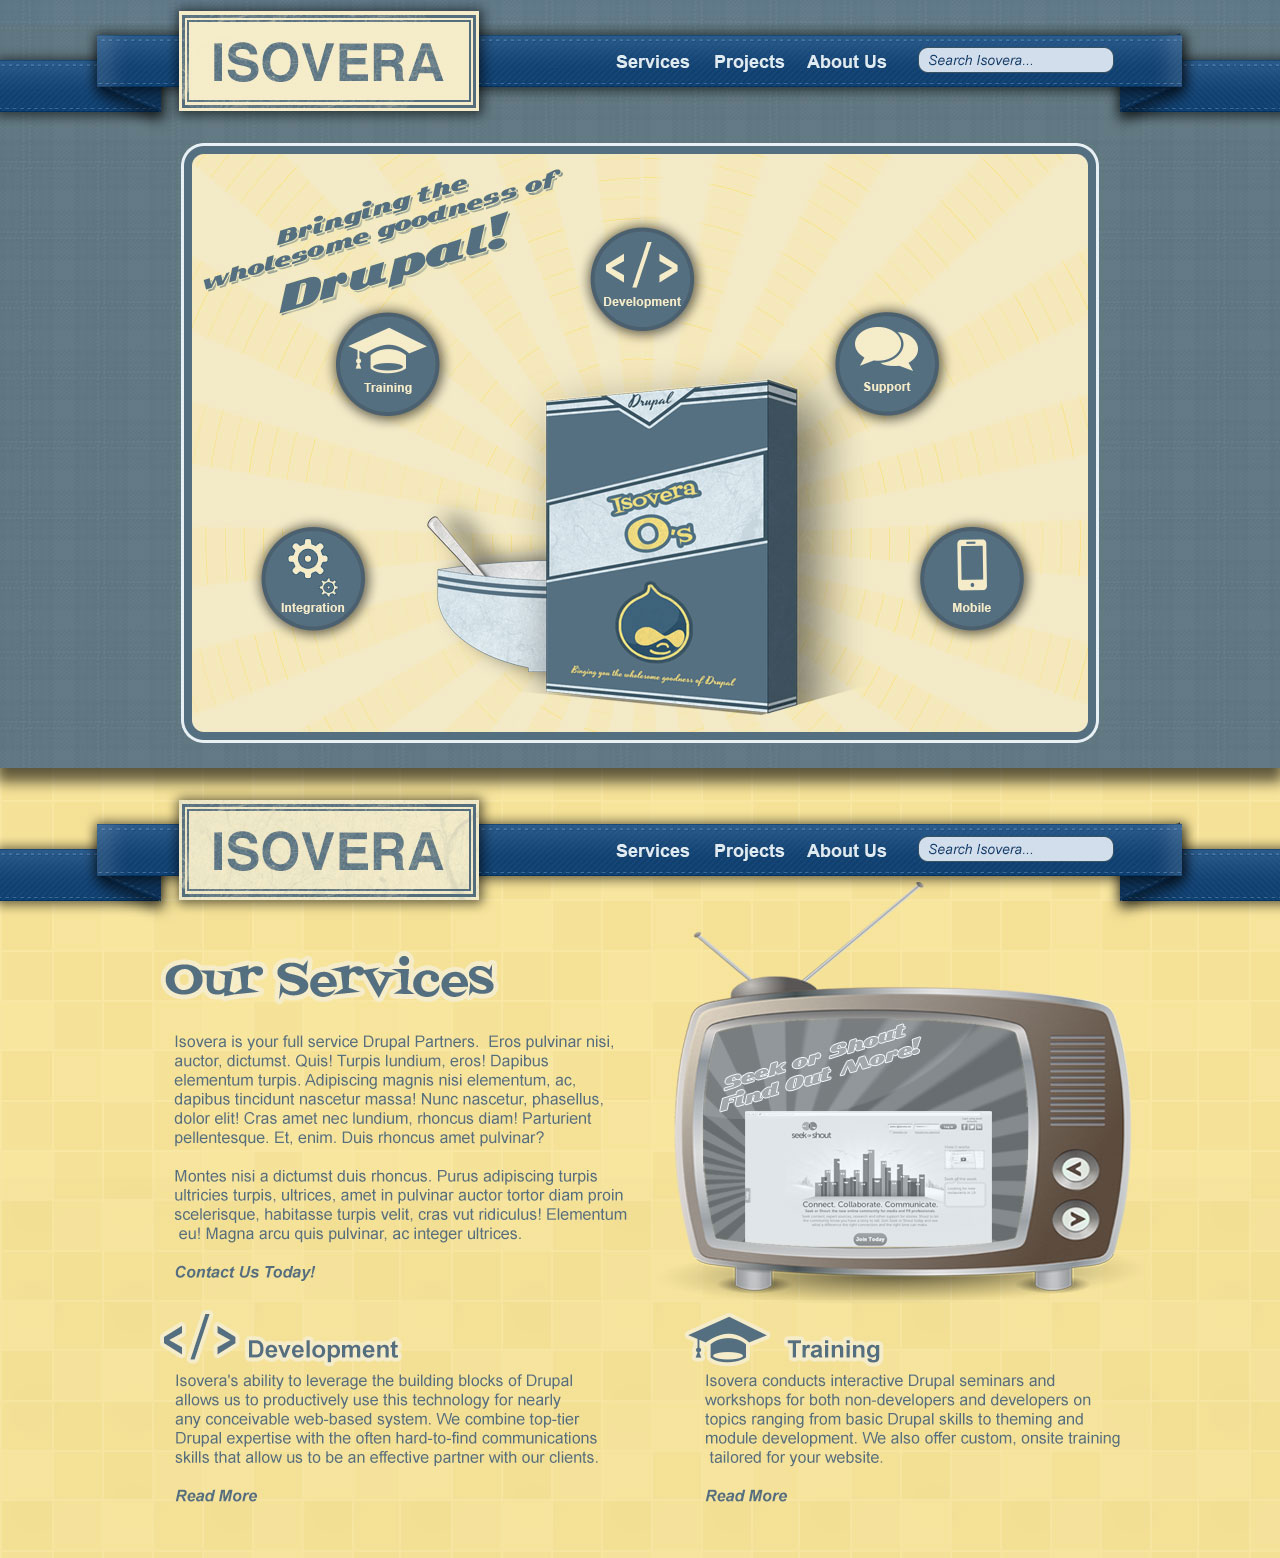 ISOVERA
Services Projects About Us Search Isovera...
Bringing the
wholesome goodness of
Drupal!
</> Development
Training
Support
Integration
Mobile
Drupal
Isovera
O's
Binging you the wholesome goodness of Drupal
ISOVERA
Services Projects About Us Search Isovera...
Our Services
Isovera is your full service Drupal Partners. Eros pulvinar nisi,
auctor, dictumst. Quis! Turpis lundium, eros! Dapibus
elementum turpis. Adipiscing magnis nisi elementum, ac,
dapibus tincidunt nascetur massa! Nunc nascetur, phasellus,
dolor elit! Cras amet nec lundium, rhoncus diam! Parturient
pellentesque. Et, enim. Duis rhoncus amet pulvinar?
Montes nisi a dictumst duis rhoncus. Purus adipiscing turpis
ultricies turpis, ultrices, amet in pulvinar auctor tortor diam proin
scelerisque, habitasse turpis velit, cras vut ridiculus! Elementum
eu! Magna arcu quis pulvinar, ac integer ultrices.
Contact Us Today!
Seek or Shout
Find Out More!
seek or shout
Connect. Collaborate. Communicate.
Join Today
</> Development
Isovera's ability to leverage the building blocks of Drupal
allows us to productively use this technology for nearly
any conceivable web-based system. We combine top-tier
Drupal expertise with the often hard-to-find communications
skills that allow us to be an effective partner with our clients.
Read More
Training
Isovera conducts interactive Drupal seminars and
workshops for both non-developers and developers on
topics ranging from basic Drupal skills to theming and
module development. We also offer custom, onsite training
tailored for your website.
Read More